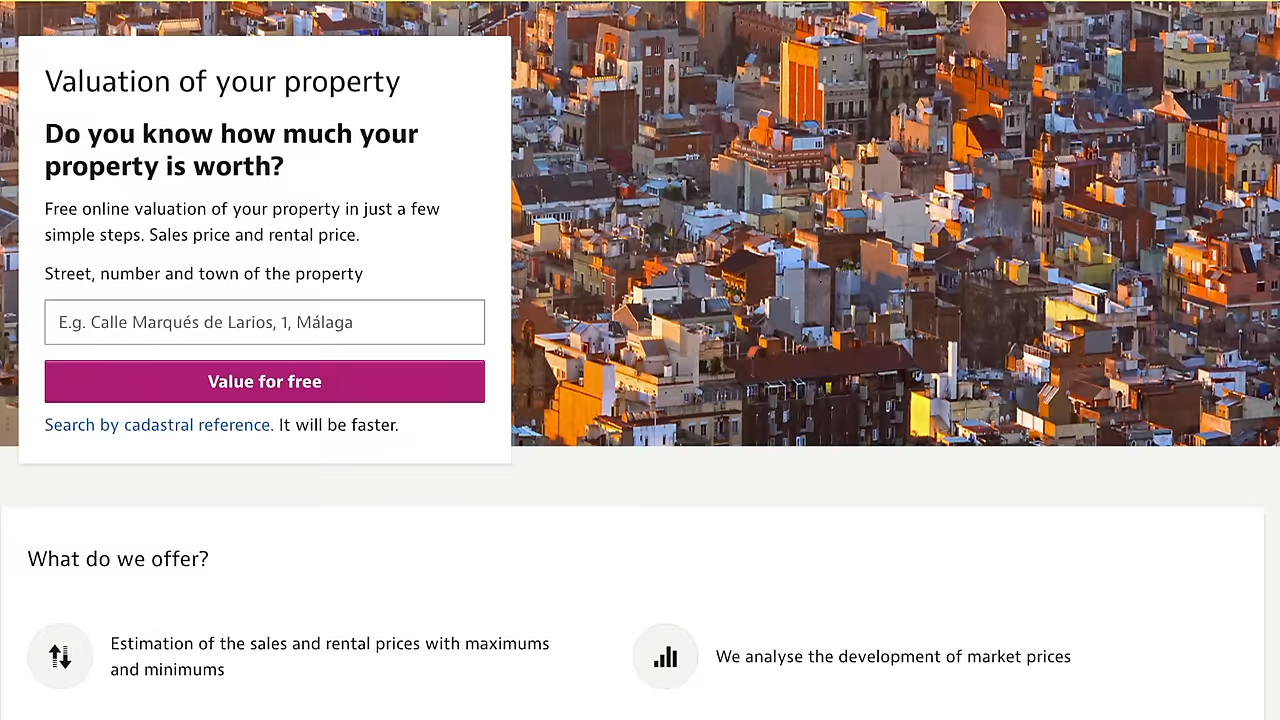 Valuation of your property
Do you know how much your
property is worth?
Free online valuation of your property in just a few
simple steps. Sales price and rental price.
Street, number and town of the property
E.g. Calle Marqués de Larios, 1, Málaga
Value for free
Search by cadastral reference. It will be faster.
What do we offer?
Estimation of the sales and rental prices with maximums
and minimums
We analyse the development of market prices